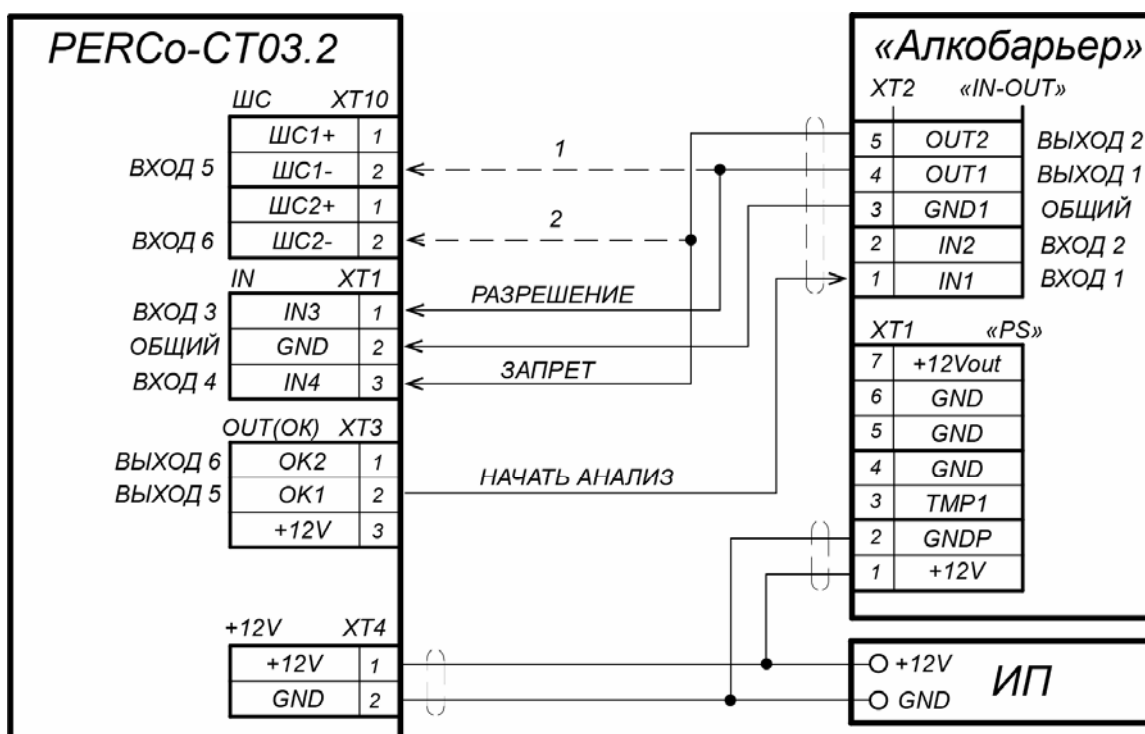 PERCo-CT03.2
ШС XT10
ШС1+ 1
ВХОД 5 ШС1- 2
ШС2+ 1
ВХОД 6 ШС2- 2
IN XT1
ВХОД 3 IN3 1
ОБЩИЙ GND 2
ВХОД 4 IN4 3
OUT(OK) XT3
ВЫХОД 6 OK2 1
ВЫХОД 5 OK1 2
+12V 3
+12V XT4
+12V 1
GND 2
1
2
РАЗРЕШЕНИЕ
ЗАПРЕТ
НАЧАТЬ АНАЛИЗ
«Алкобарьер»
XT2 «IN-OUT»
5 OUT2 ВЫХОД 2
4 OUT1 ВЫХОД 1
3 GND1 ОБЩИЙ
2 IN2 ВХОД 2
1 IN1 ВХОД 1
XT1 «PS»
7 +12Vout
6 GND
5 GND
4 GND
3 TMP1
2 GNDP
1 +12V
+12V
ИП
GND